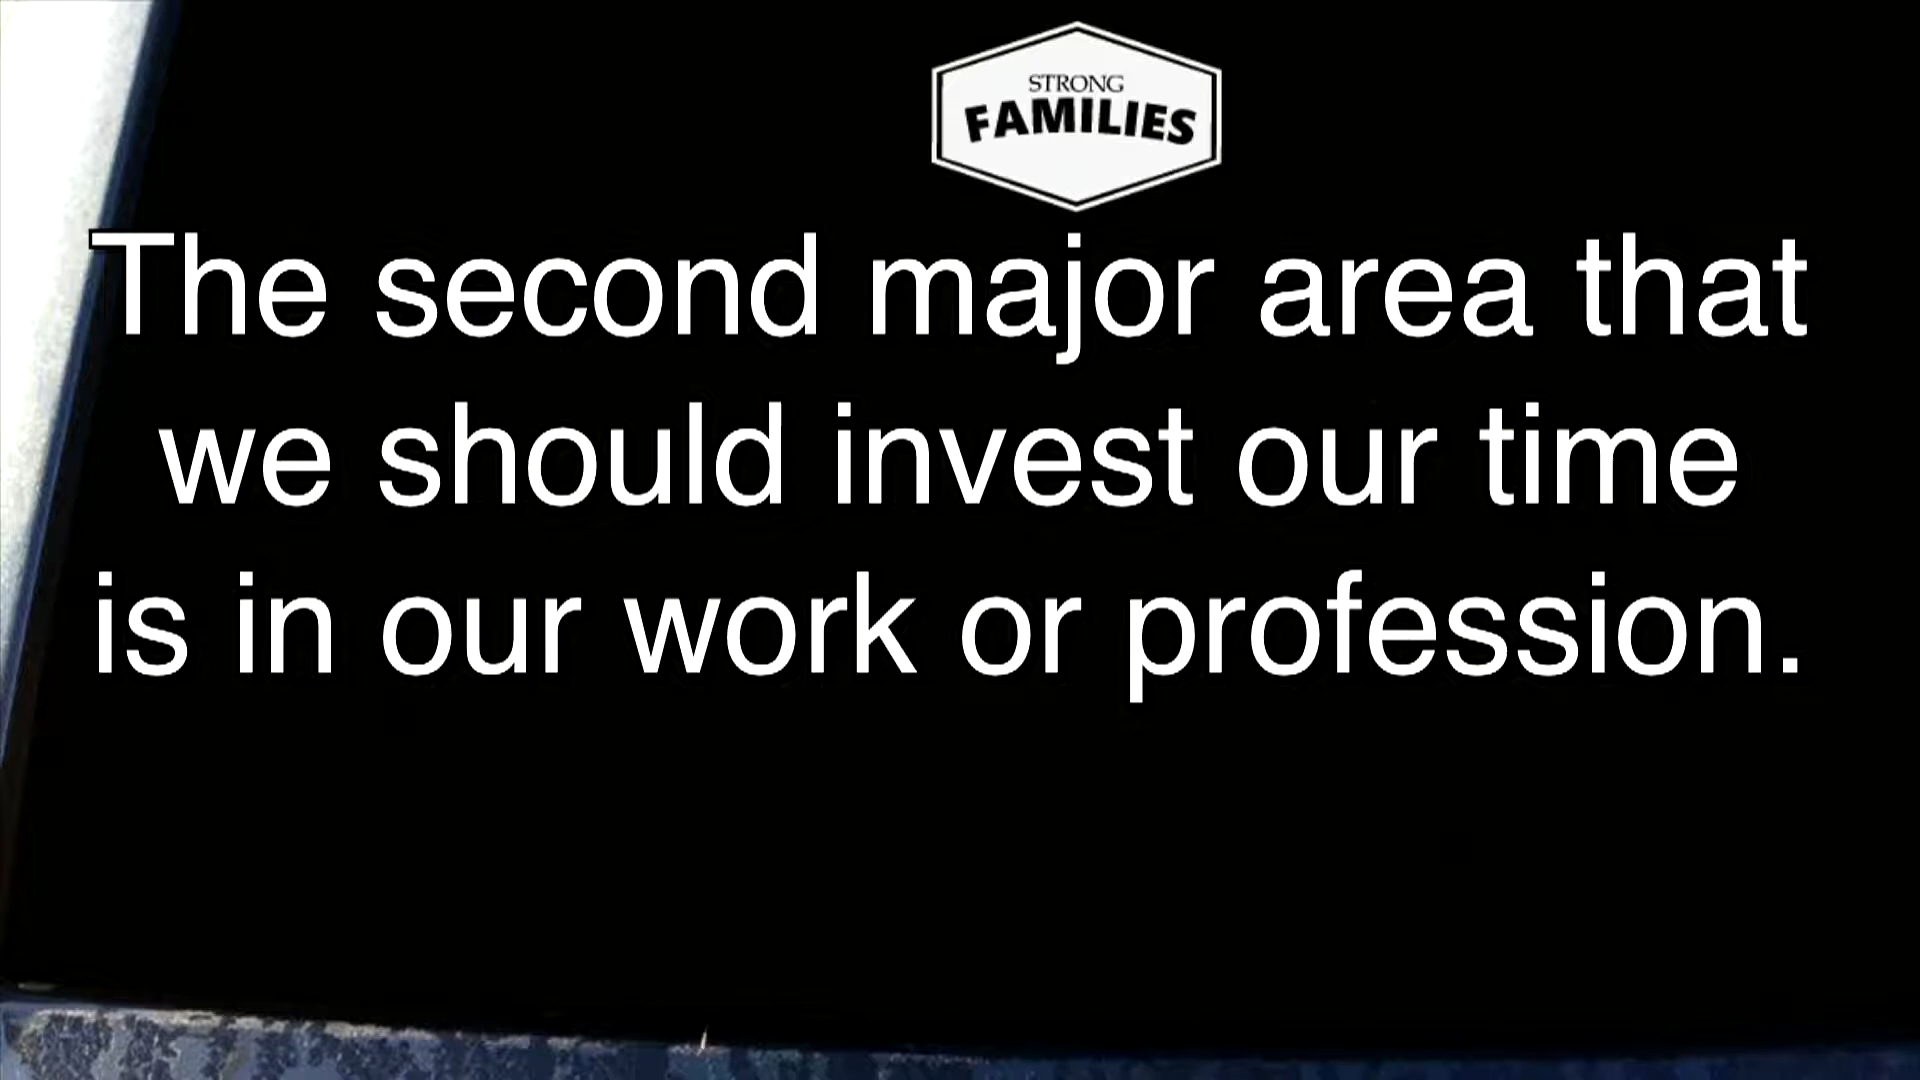 STRONG
FAMILIES
The second major area that
we should invest our time
is in our work or profession.